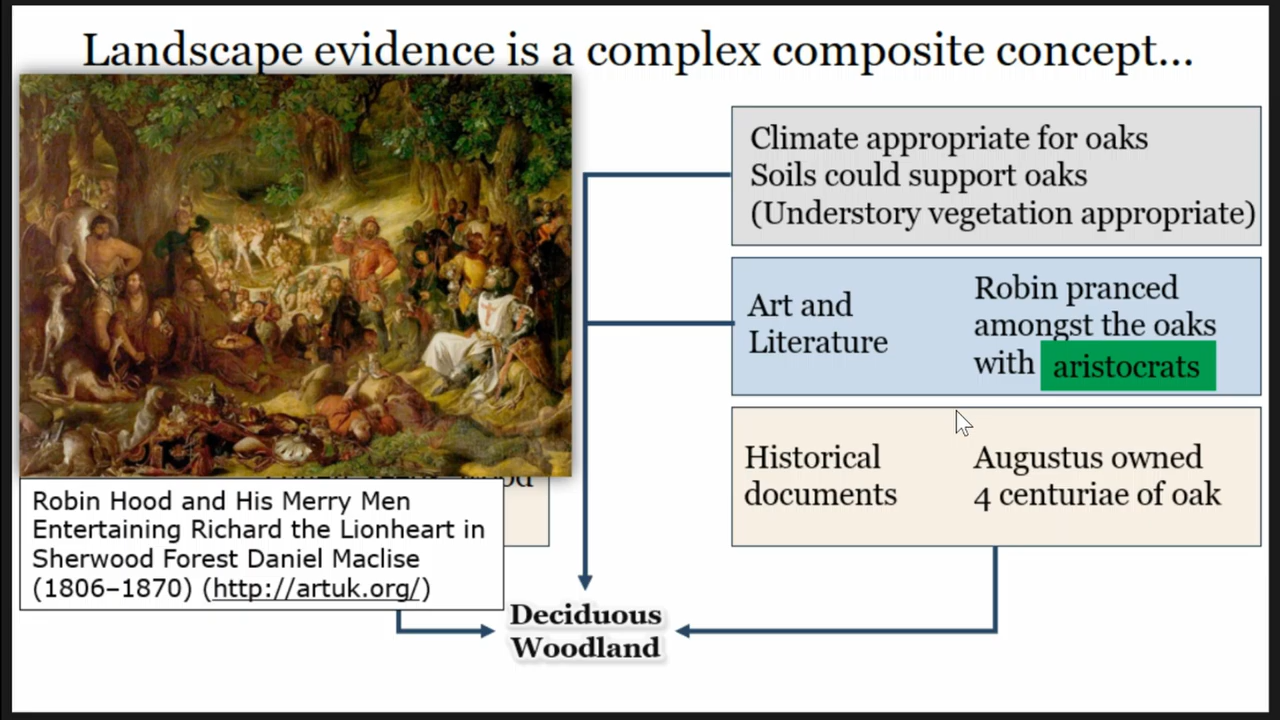 Landscape evidence is a complex composite concept...
Climate appropriate for oaks
Soils could support oaks
(Understory vegetation appropriate)
Art and
Literature
Robin pranced
amongst the oaks
with aristocrats
Historical
documents
Augustus owned
4 centuriae of oak
Robin Hood and His Merry Men
Entertaining Richard the Lionheart in
Sherwood Forest Daniel Maclise
(1806–1870) (http://artuk.org/)
Deciduous
Woodland